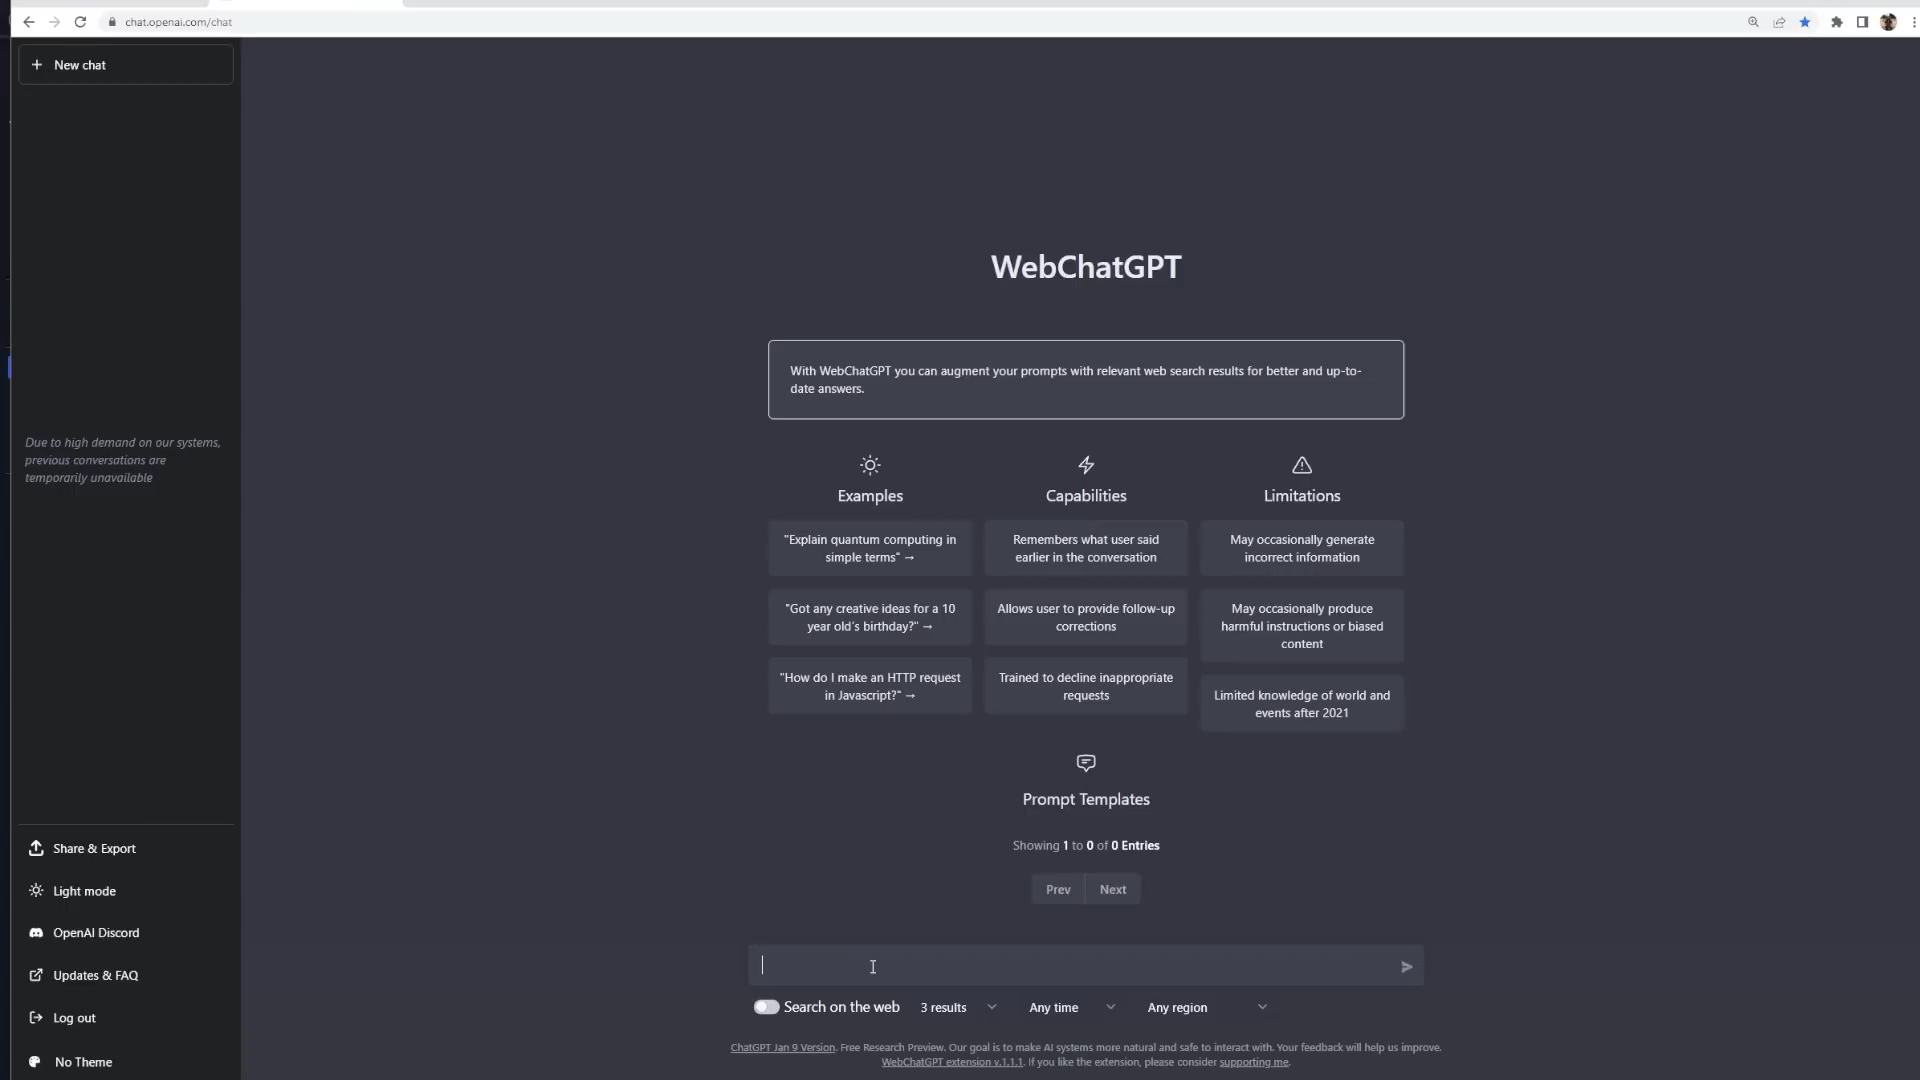 chat.openai.com/chat
New chat
Due to high demand on our systems,
previous conversations are
temporarily unavailable
Share & Export
Light mode
OpenAI Discord
Updates & FAQ
Log out
No Theme
WebChatGPT
With WebChatGPT you can augment your prompts with relevant web search results for better and up-to-
date answers.
Examples
"Explain quantum computing in
simple terms" →
"Got any creative ideas for a 10
year old's birthday?" →
"How do I make an HTTP request
in Javascript?" →
Capabilities
Remembers what user said
earlier in the conversation
Allows user to provide follow-up
corrections
Trained to decline inappropriate
requests
Limitations
May occasionally generate
incorrect information
May occasionally produce
harmful instructions or biased
content
Limited knowledge of world and
events after 2021
Prompt Templates
Showing 1 to 0 of 0 Entries
Prev Next
Search on the web 3 results Any time Any region
ChatGPT Jan 9 Version. Free Research Preview. Our goal is to make AI systems more natural and safe to interact with. Your feedback will help us improve.
WebChatGPT extension v.1.1.1. If you like the extension, please consider supporting me.